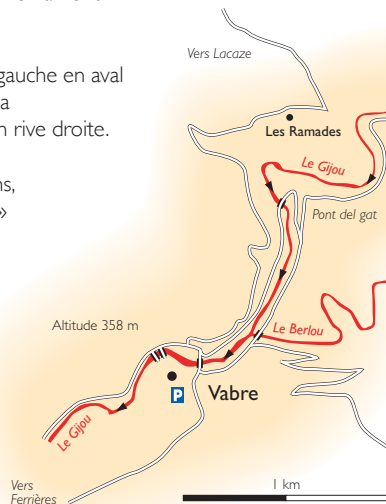 gauche en aval
a
rive droite.
Vers Lacaze
Les Ramades
Le Gijou
ns,
»
Pont del gat
Altitude 358 m
Le Berlou
Vabre
P
Le Gijou
Vers
Ferrières
1 km